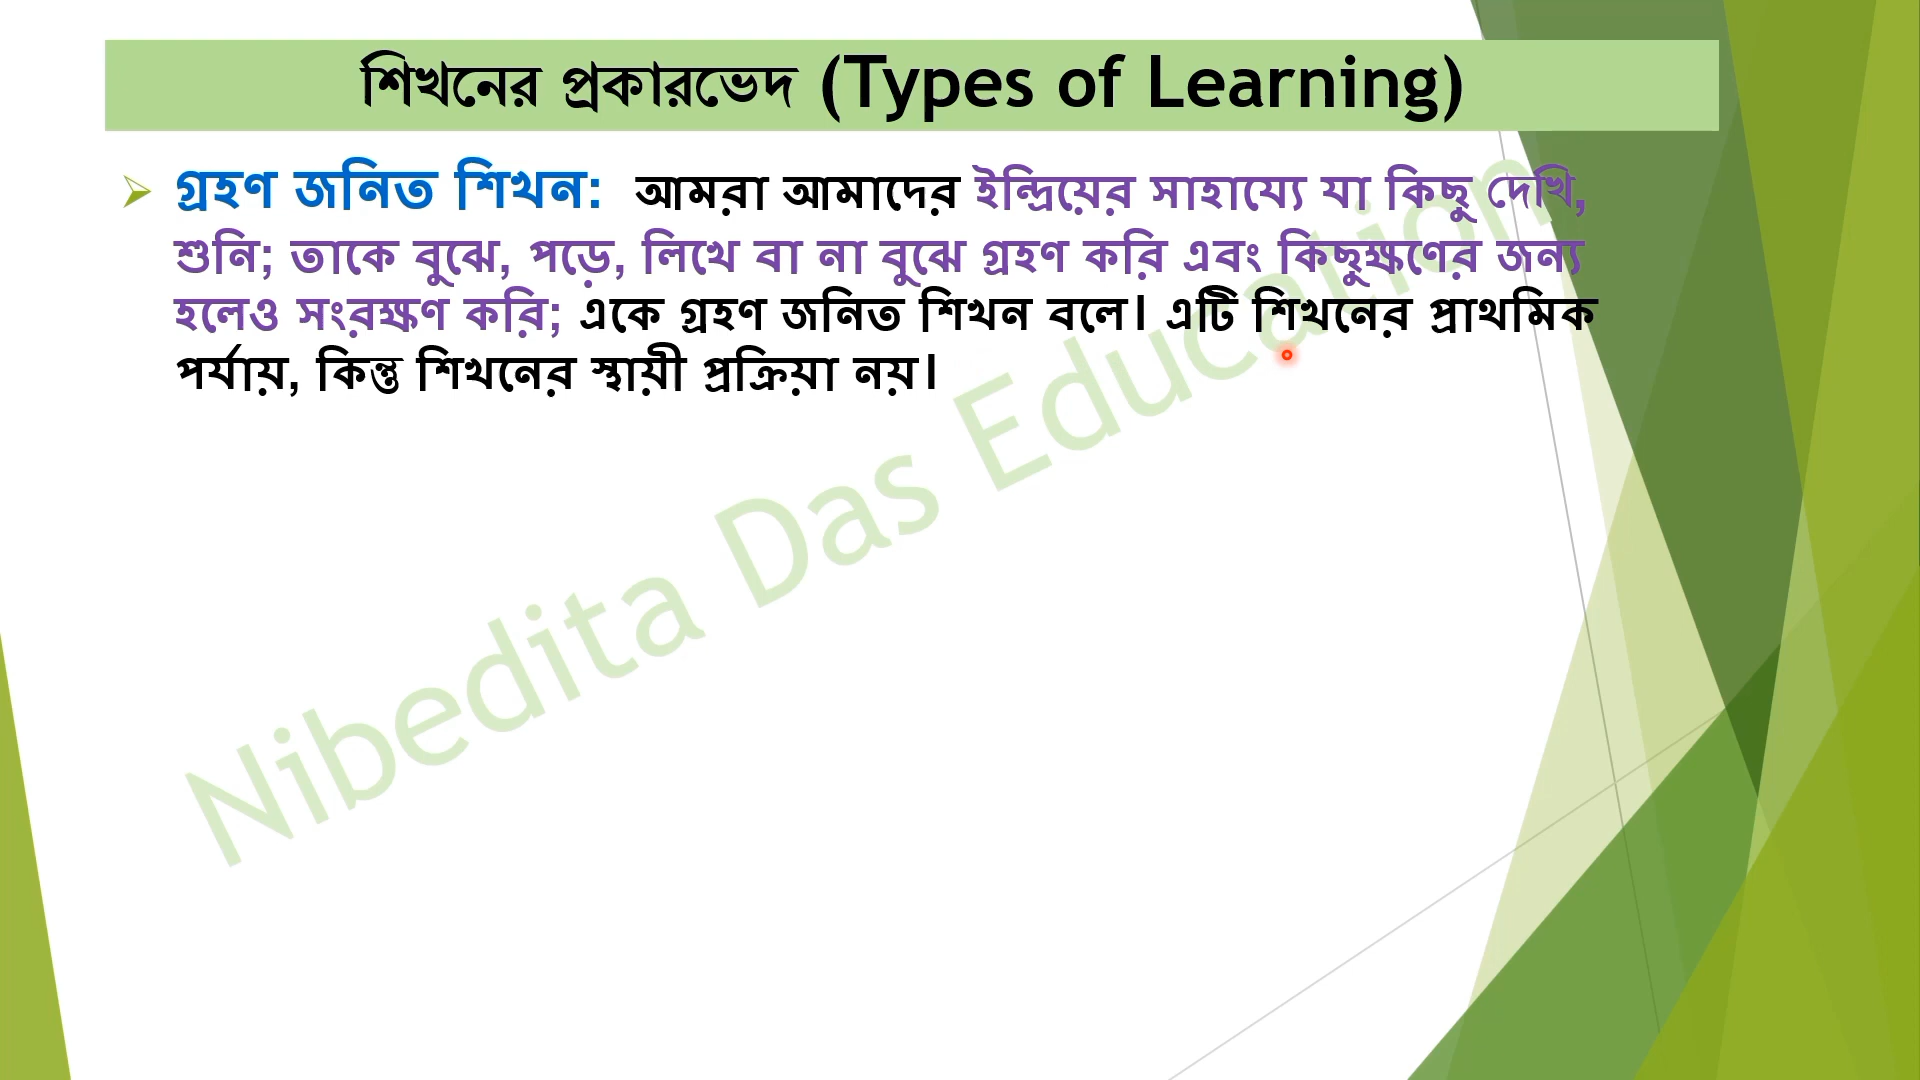 শিখনের প্রকারভেদ (Types of Learning)
গ্রহণ জনিত শিখন: আমরা আমাদের ইন্দ্রিয়ের সাহায্যে যা কিছু দেখি,
শুনি; তাকে বুঝে, পড়ে, লিখে বা না বুঝে গ্রহণ করি এবং কিছুক্ষণের জন্য
হলেও সংরক্ষণ করি; একে গ্রহণ জনিত শিখন বলে। এটি শিখনের প্রাথমিক
পর্যায়, কিন্তু শিখনের স্থায়ী প্রক্রিয়া নয়।
Nibedita Das Education